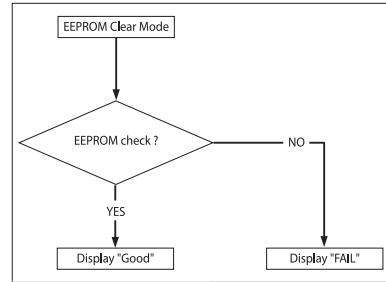 EEPROM Clear Mode
EEPROM check ?
NO
YES
Display "Good"
Display "FAIL"